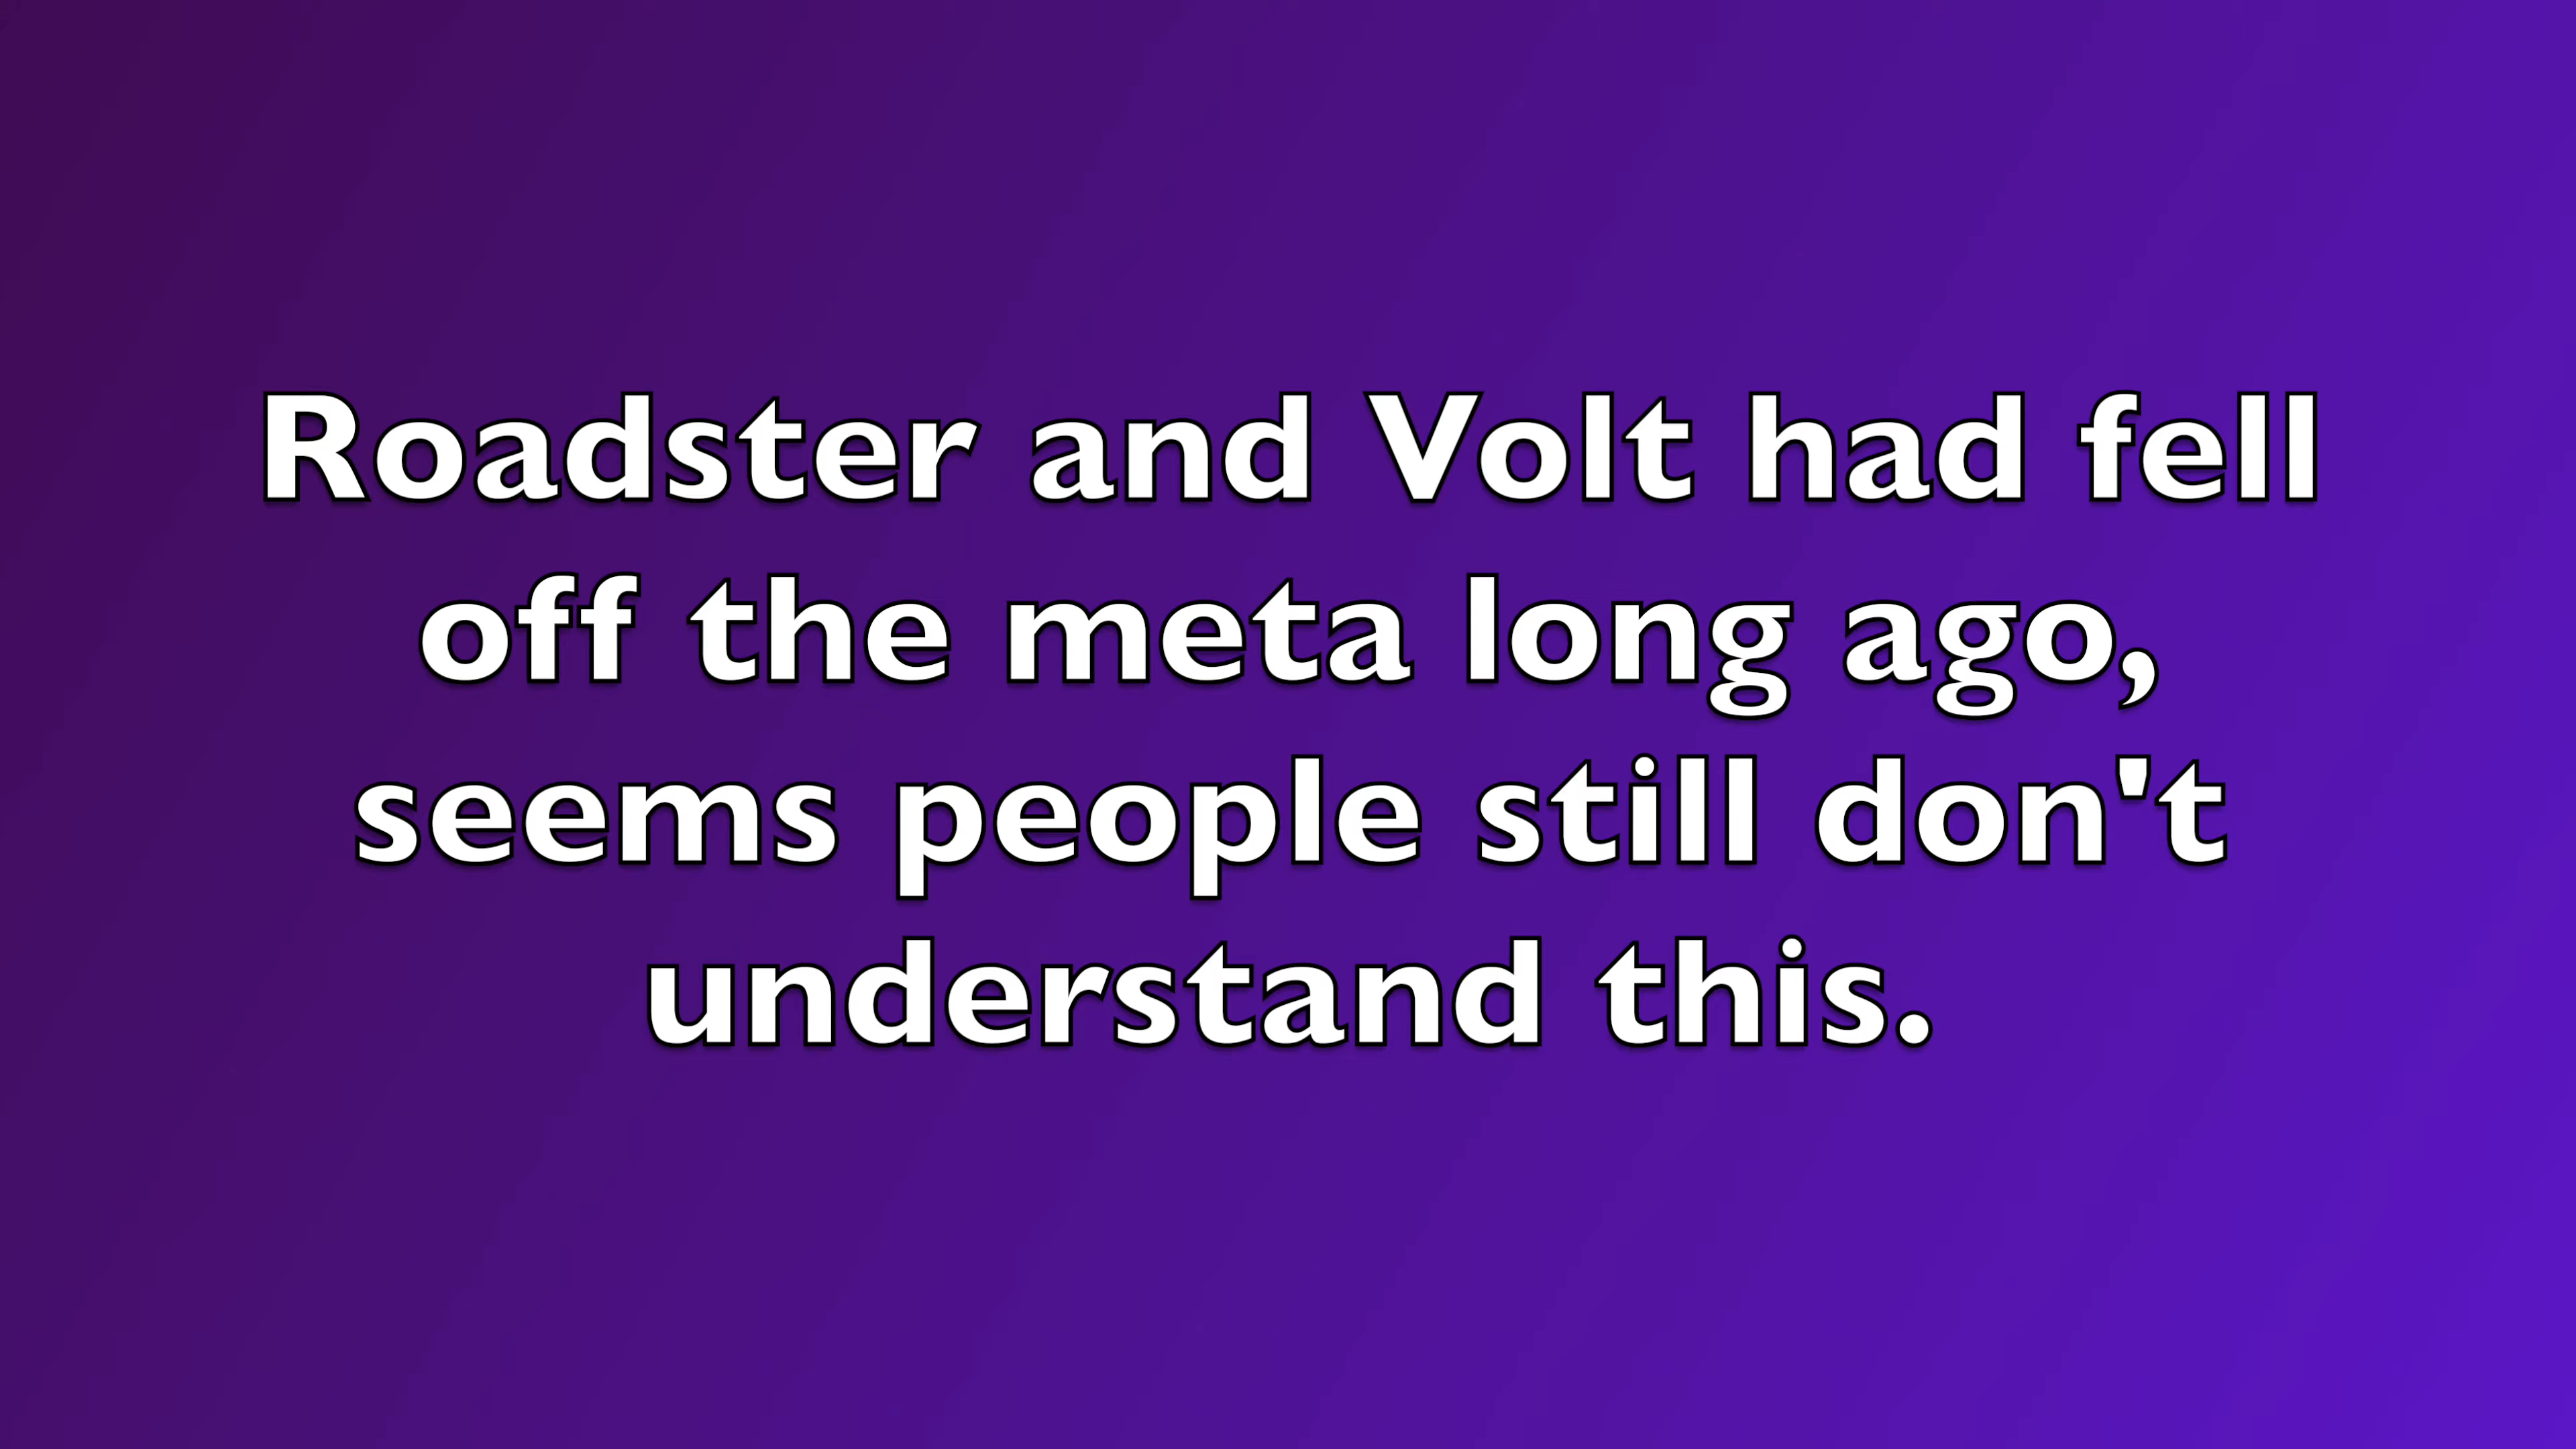 Roadster and Volt had fell
off the meta long ago,
seems people still don't
understand this.